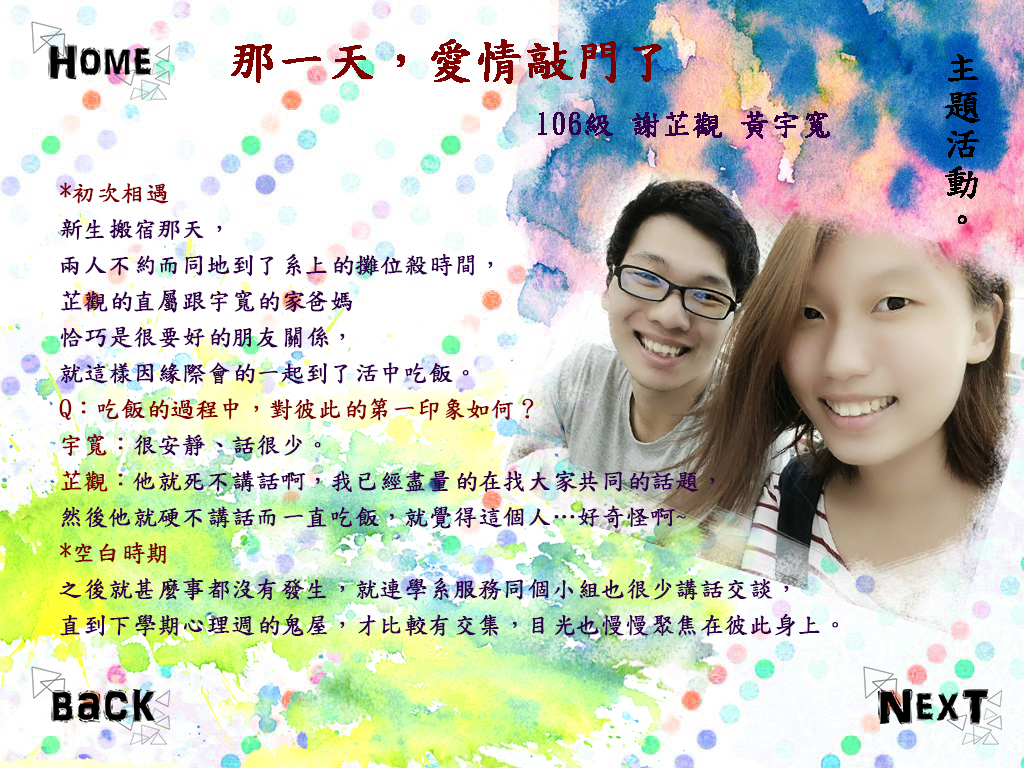 HOME
那一天，愛情敲門了
主題活動。
106級 謝芷觀 黃宇寬
*初次相遇
新生搬宿那天，
兩人不約而同地到了系上的攤位殺時間，
芷觀的直屬跟宇寬的家爸媽
恰巧是很要好的朋友關係，
就這樣因緣際會的一起到了活中吃飯。
Q：吃飯的過程中，對彼此的第一印象如何？
宇寬：很安靜、話很少。
芷觀：他就死不講話啊，我已經盡量的在找大家共同的話題，
然後他就硬不講話而一直吃飯，就覺得這個人…好奇怪啊~
*空白時期
之後就甚麼事都沒有發生，就連學系服務同個小組也很少講話交談，
直到下學期心理週的鬼屋，才比較有交集，目光也慢慢聚焦在彼此身上。
BaCK
NEXT